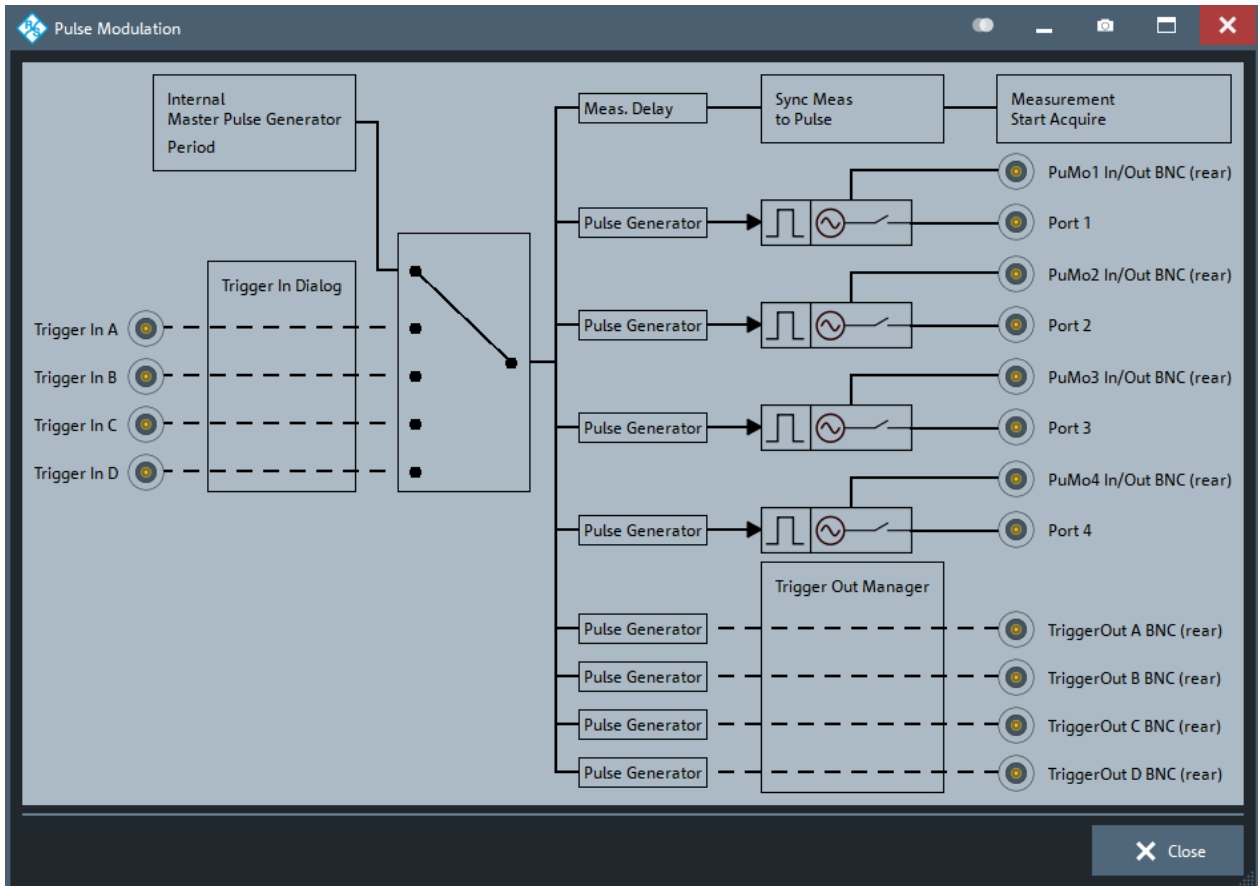 R/S
Pulse Modulation
Internal
Master Pulse Generator
Period
Meas. Delay
Sync Meas
to Pulse
Measurement
Start Acquire
PuMo1 In/Out BNC (rear)
Pulse Generator
Port 1
Trigger In Dialog
PuMo2 In/Out BNC (rear)
Trigger In A
Pulse Generator
Port 2
Trigger In B
PuMo3 In/Out BNC (rear)
Trigger In C
Pulse Generator
Port 3
Trigger In D
PuMo4 In/Out BNC (rear)
Pulse Generator
Port 4
Trigger Out Manager
Pulse Generator
TriggerOut A BNC (rear)
Pulse Generator
TriggerOut B BNC (rear)
Pulse Generator
TriggerOut C BNC (rear)
Pulse Generator
TriggerOut D BNC (rear)
Close